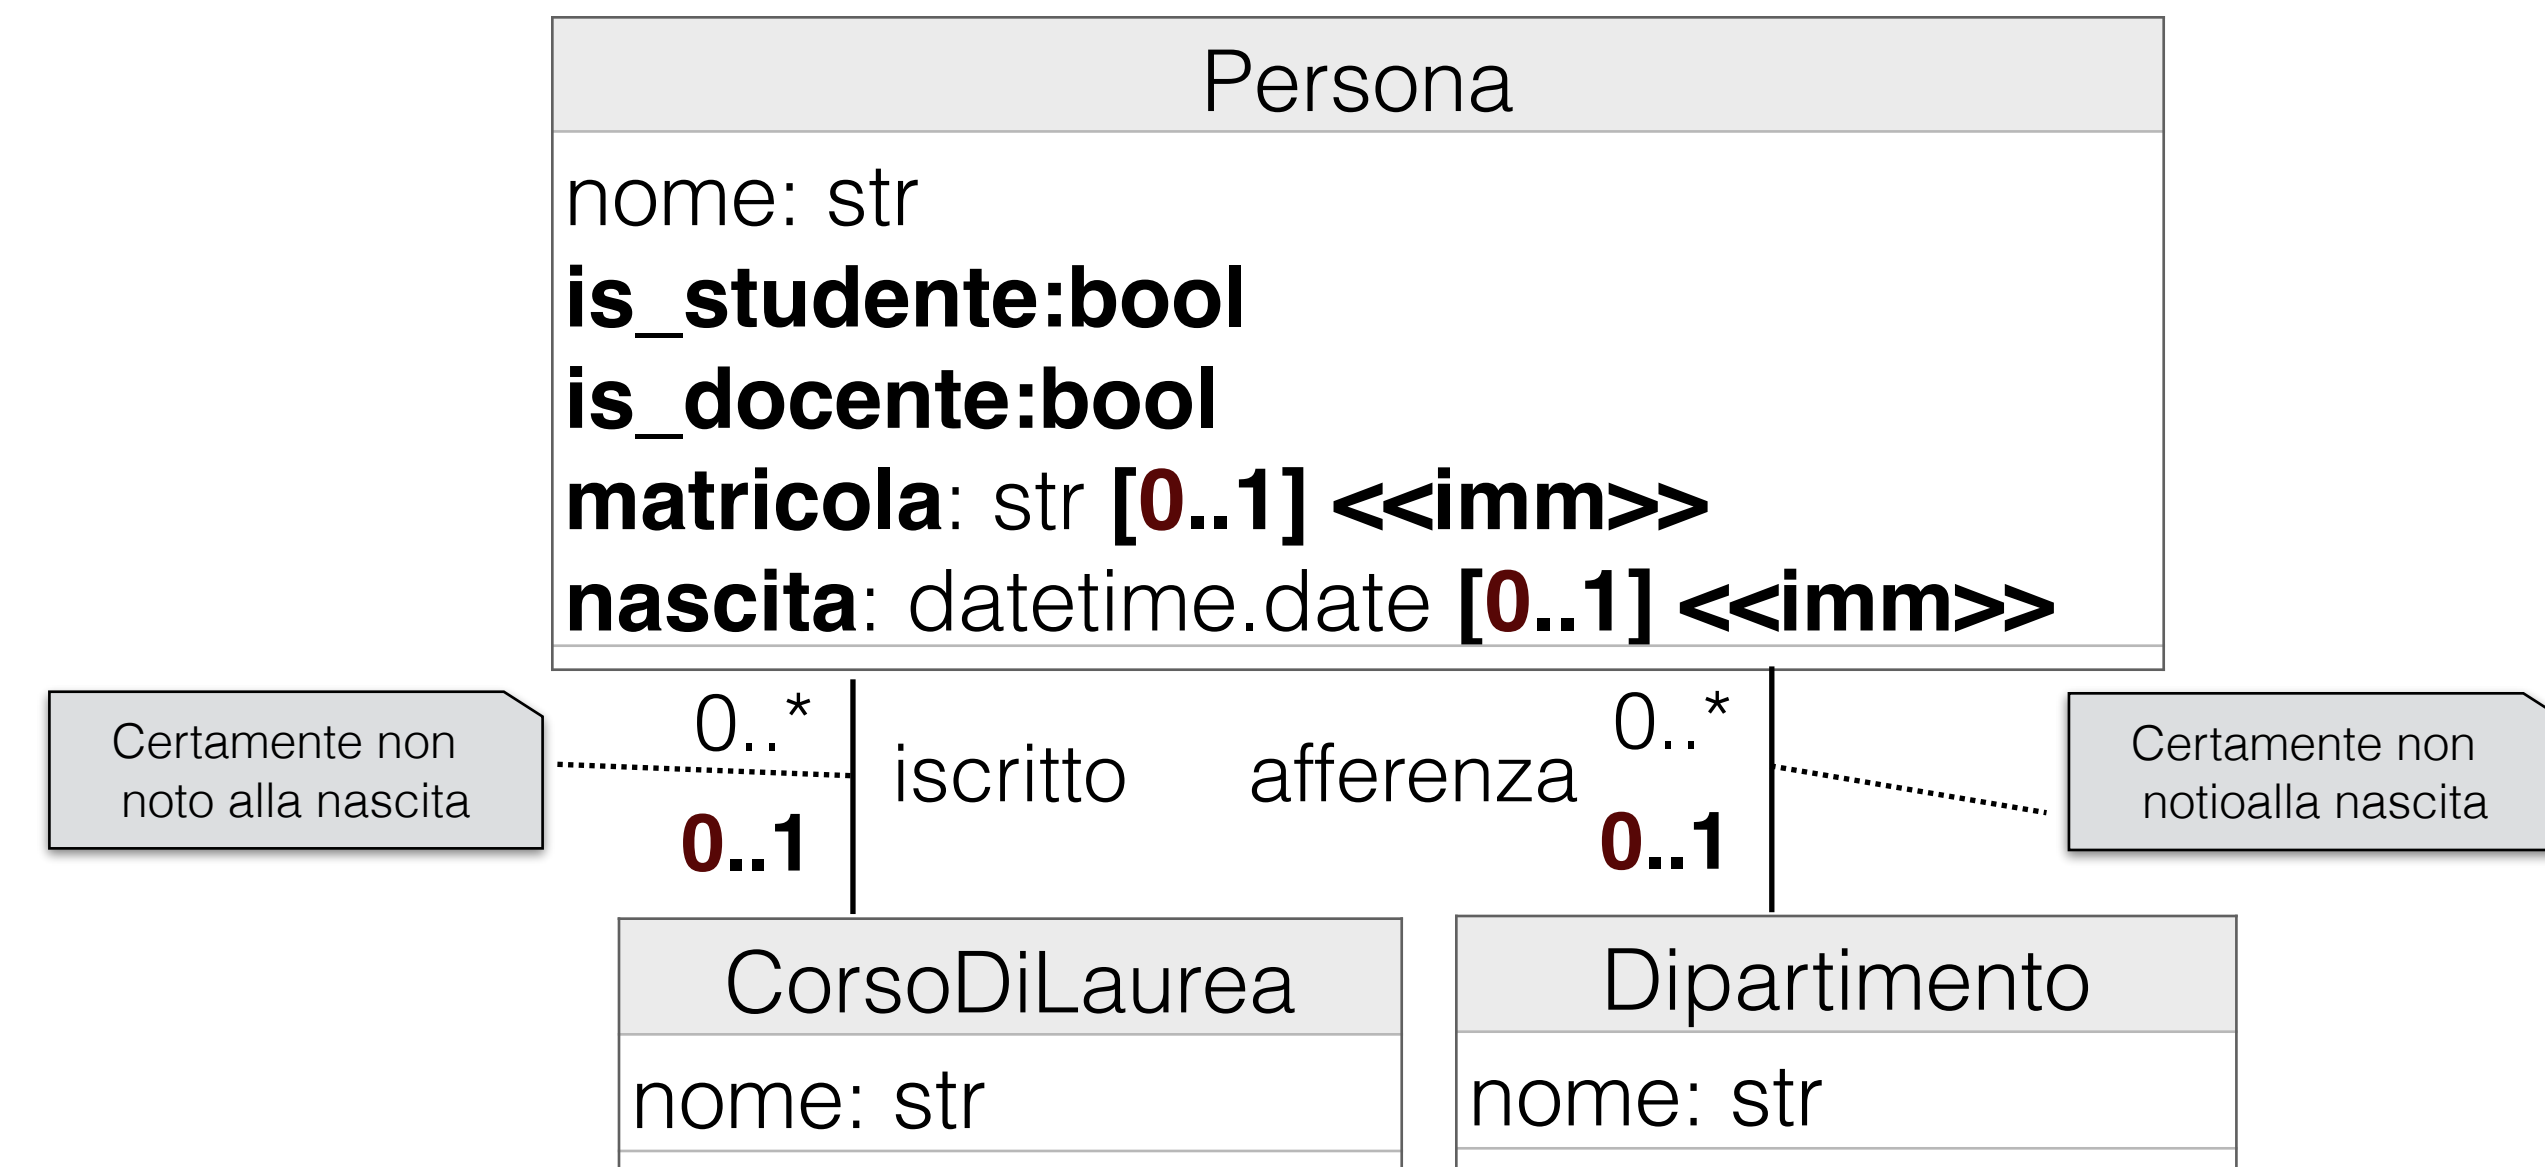 Persona
nome: str
is_studente:bool
is_docente:bool
matricola: str [0..1] <<imm>>
nascita: datetime.date [0..1] <<imm>>
Certamente non
noto alla nascita
0..*
iscritto
0..1
afferenza
0..*
0..1
Certamente non
notioalla nascita
CorsoDiLaurea
nome: str
Dipartimento
nome: str